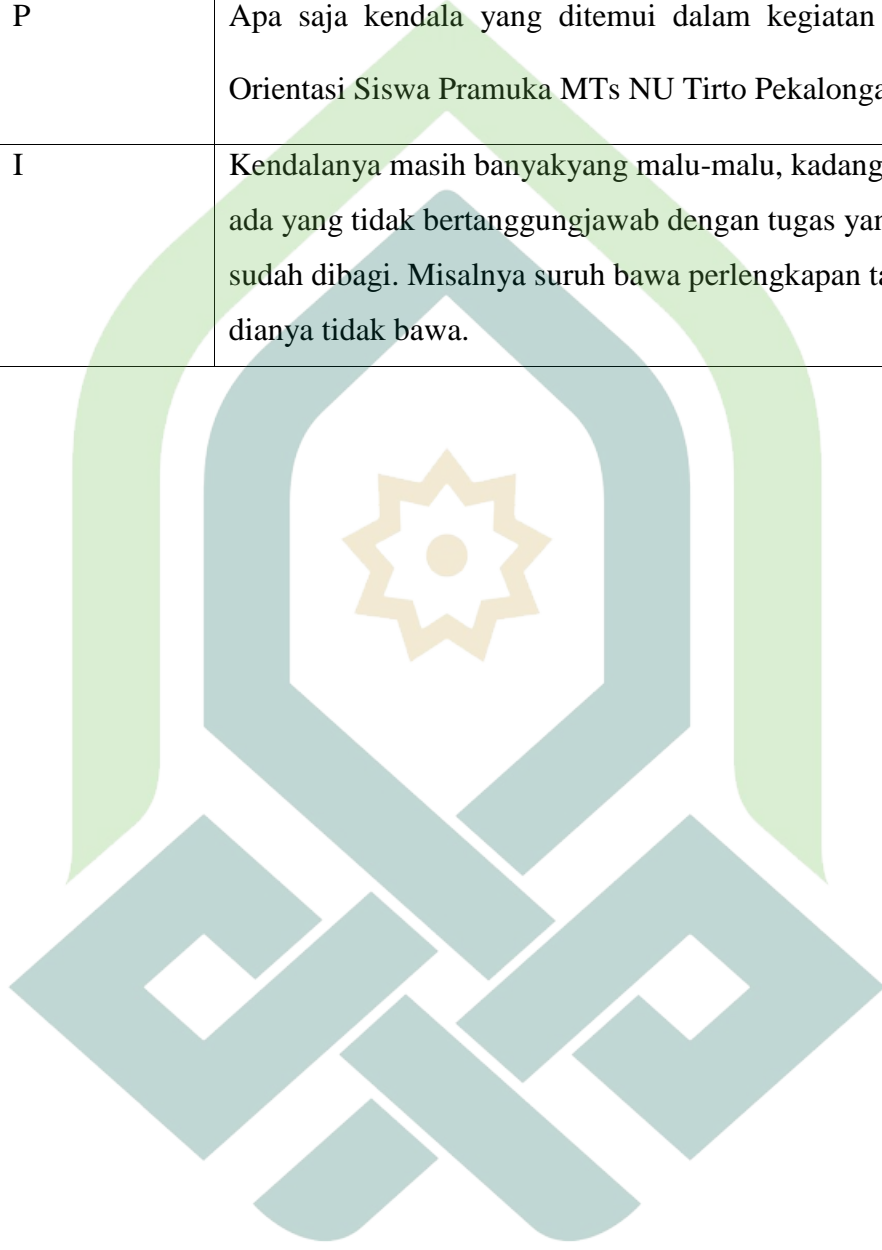 P
Apa saja kendala yang ditemui dalam kegiatan
Orientasi Siswa Pramuka MTs NU Tirto
I
Kendalanya masih banyakyang malu-malu, kadang
ada yang tidak bertanggungjawab dengan tugas
sudah dibagi. Misalnya suruh bawa perlengkapan
dianya tidak bawa.